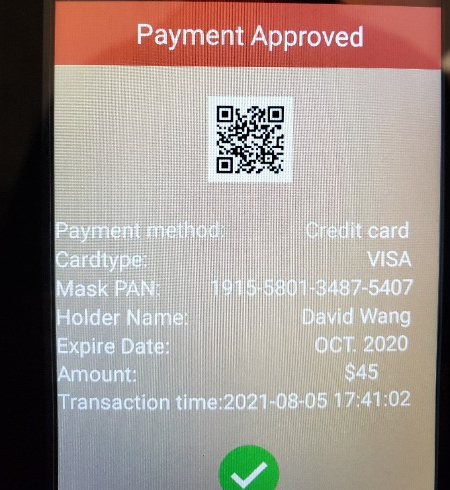 Payment Approved
Payment method: Credit card
Cardtype: VISA
Mask PAN: 1915-5801-3487-5407
Holder Name: David Wang
Expire Date: OCT. 2020
Amount: $45
Transaction time:2021-08-05 17:41:02